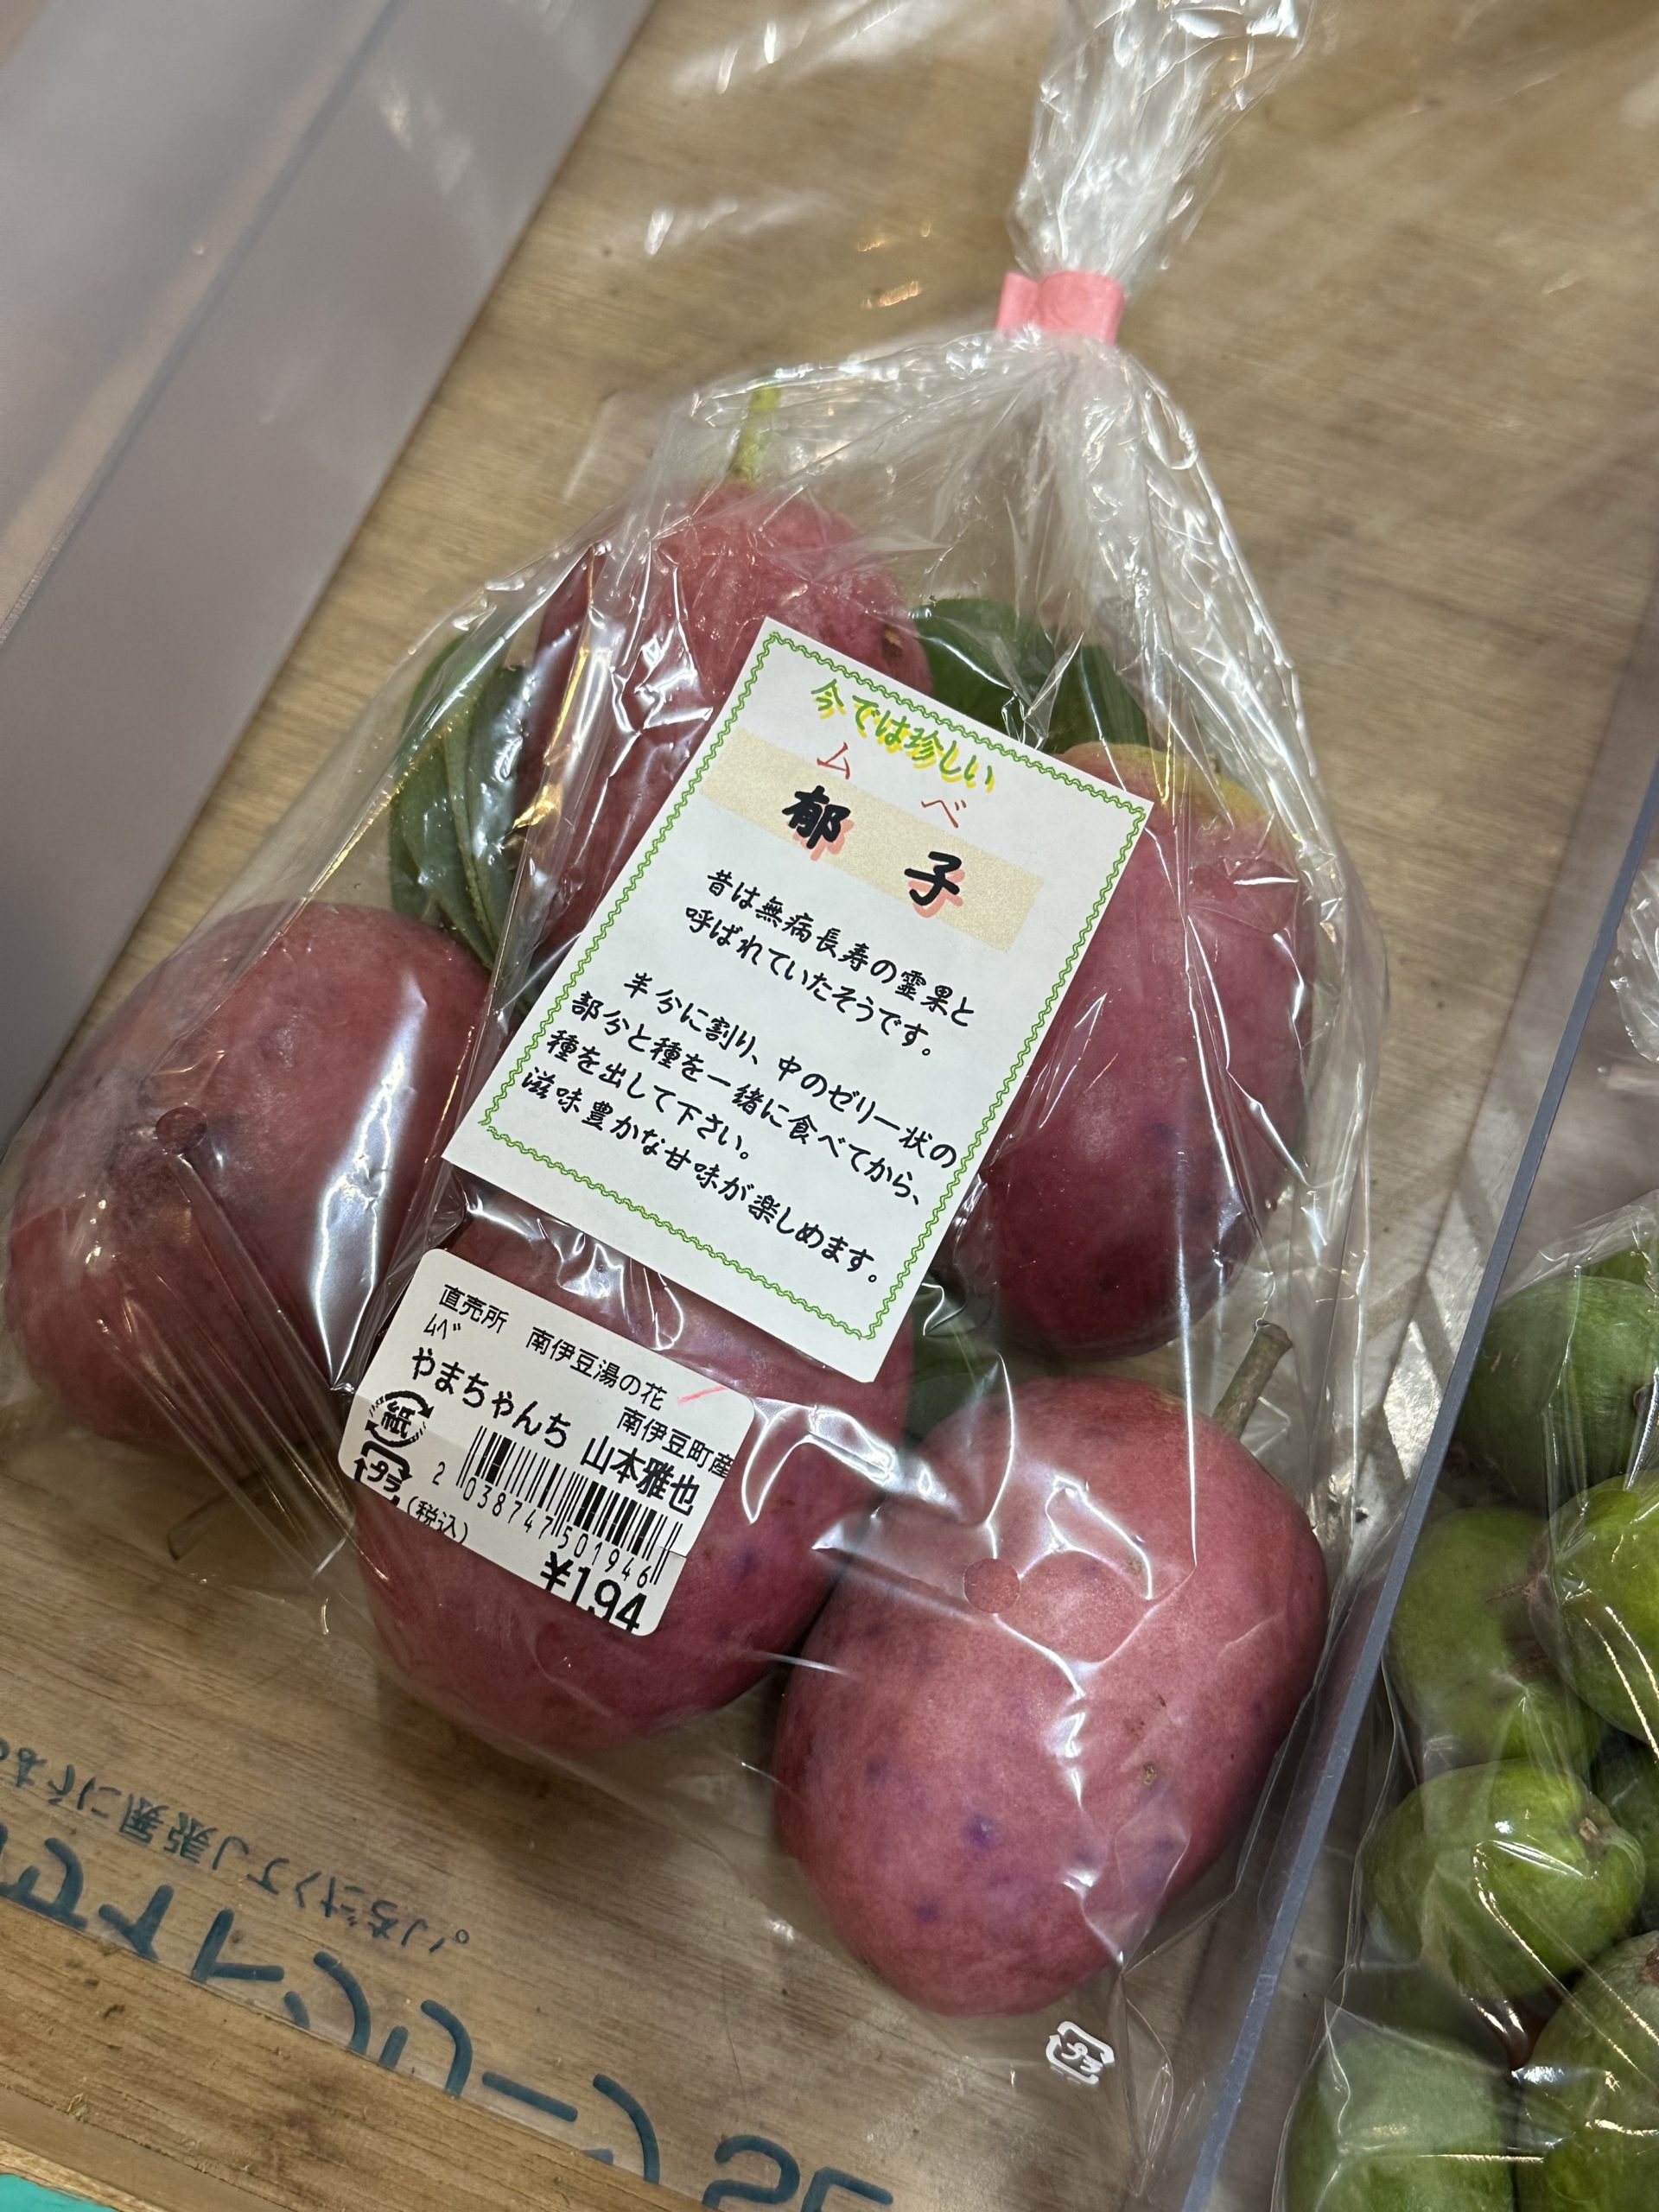 今では珍しい
ムベ
郁子
昔は無病長寿の霊果と
呼ばれていたそうです。
半分に割り、中のゼリー状の
部分と種を一緒に食べてから、
種を出して下さい。
滋味豊かな甘味が楽しめます。
直売所 南伊豆湯の花
ﾑﾍﾞ 南伊豆町産
やまちゃんち 山本雅也
紙
プラ
2 038747 501946
(税込)
¥194
プラ